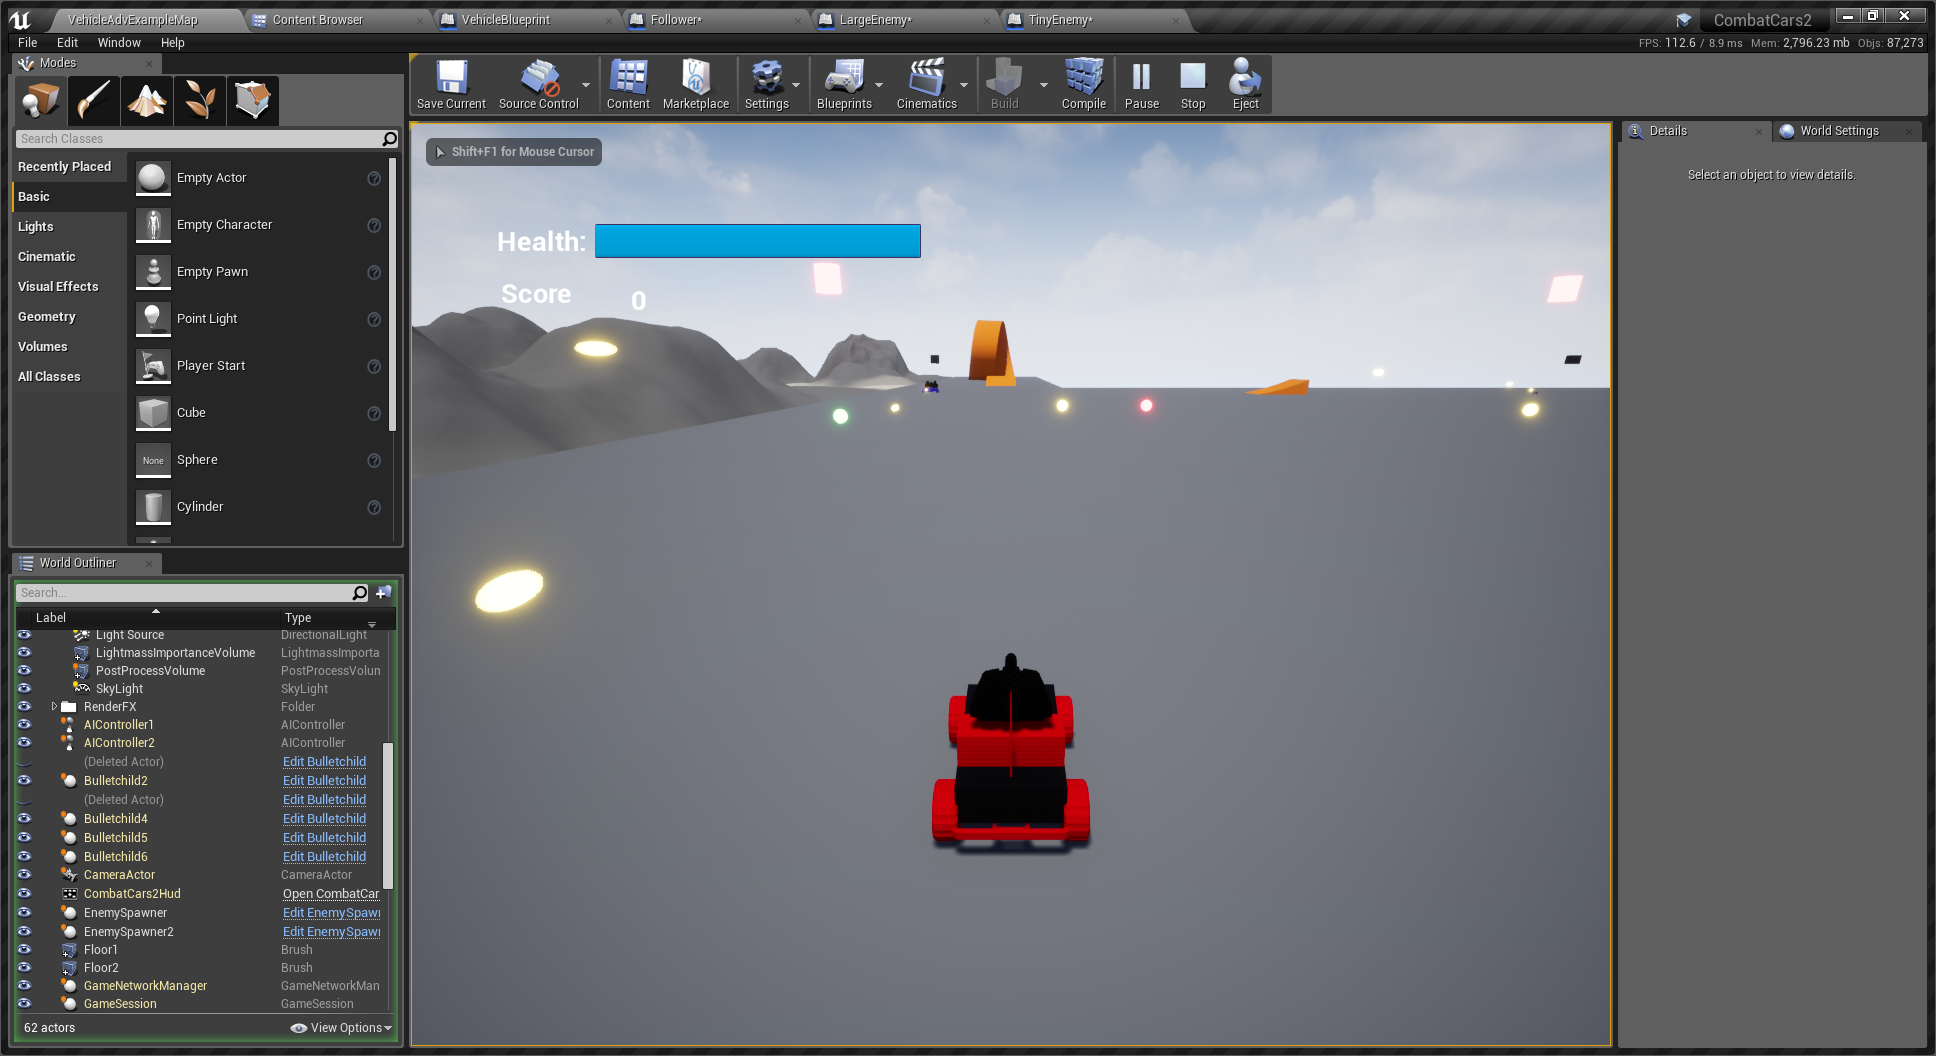 VehicleAdvExampleMap
Content Browser
VehicleBlueprint
Follower*
LargeEnemy*
TinyEnemy*
CombatCars2
File Edit Window Help
FPS: 112.6 / 8.9 ms Mem: 2,796.23 mb Objs: 87,273
Modes
Save Current
Source Control
Content
Marketplace
Settings
Blueprints
Cinematics
Build
Compile
Pause
Stop
Eject
Search Classes
Recently Placed
Basic
Lights
Cinematic
Visual Effects
Geometry
Volumes
All Classes
Empty Actor
Empty Character
Empty Pawn
Point Light
Player Start
Cube
None
Sphere
Cylinder
Shift+F1 for Mouse Cursor
Health:
Score 0
Details
World Settings
Select an object to view details.
World Outliner
Search...
Label Type
Light Source DirectionalLight
LightmassImportanceVolume LightmassImporta
PostProcessVolume PostProcessVolun
SkyLight SkyLight
RenderFX Folder
AIController1 AIController
AIController2 AIController
(Deleted Actor) Edit Bulletchild
Bulletchild2 Edit Bulletchild
(Deleted Actor) Edit Bulletchild
Bulletchild4 Edit Bulletchild
Bulletchild5 Edit Bulletchild
Bulletchild6 Edit Bulletchild
CameraActor CameraActor
CombatCars2Hud Open CombatCar
EnemySpawner Edit EnemySpawn
EnemySpawner2 Edit EnemySpawn
Floor1 Brush
Floor2 Brush
GameNetworkManager GameNetworkMan
GameSession GameSession
62 actors
View Options